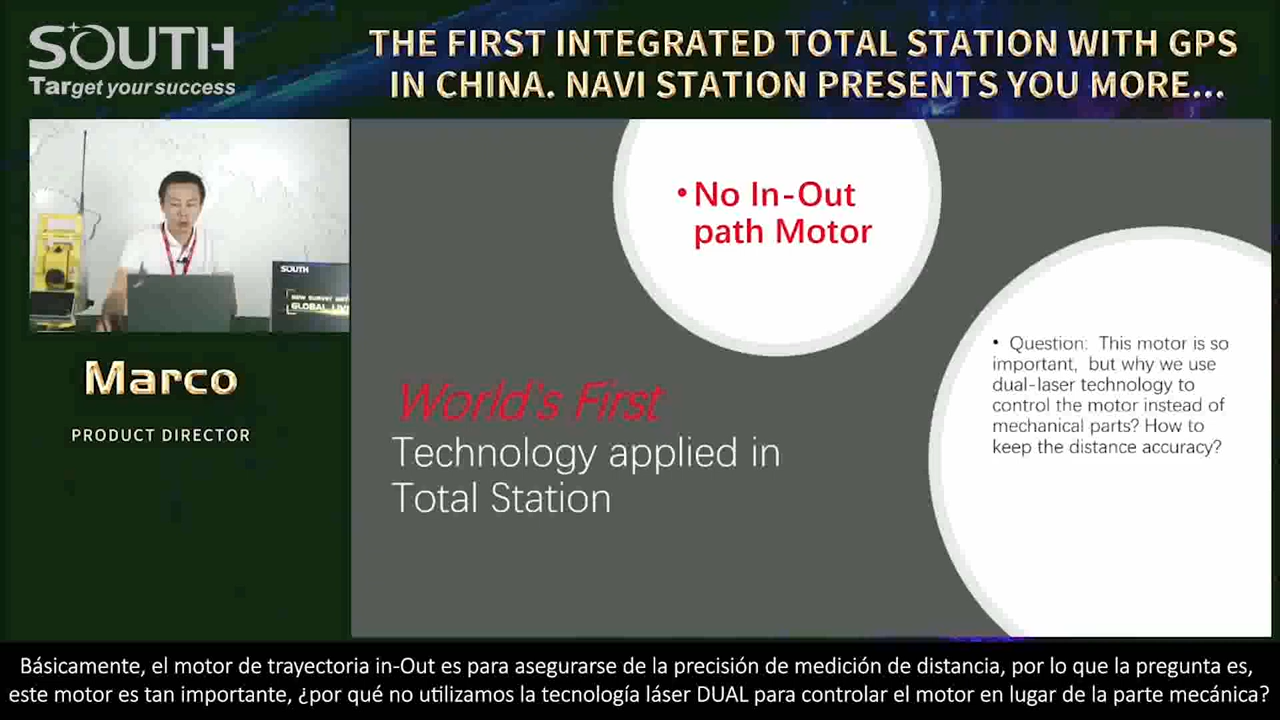 SOUTH
Target your success
THE FIRST INTEGRATED TOTAL STATION WITH GPS
IN CHINA. NAVI STATION PRESENTS YOU MORE...
SOUTH
NEW SURVEY
GLOBAL LIV
Marco
PRODUCT DIRECTOR
• No In-Out
path Motor
World's First
Technology applied in
Total Station
• Question: This motor is so
important, but why we use
dual-laser technology to
control the motor instead of
mechanical parts? How to
keep the distance accuracy?
Básicamente, el motor de trayectoria in-Out es para asegurarse de la precisión de medición de distancia, por lo que la pregunta es,
este motor es tan importante, ¿por qué no utilizamos la tecnología láser DUAL para controlar el motor en lugar de la parte mecánica?